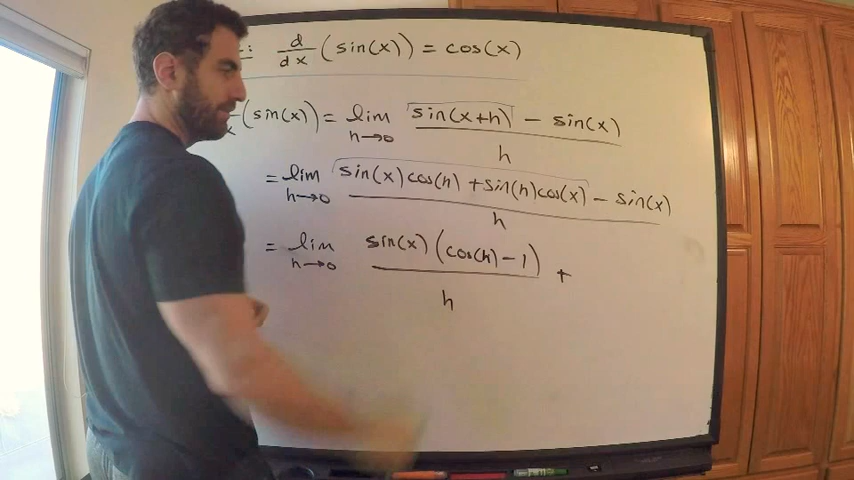 : d/dx (sin(x)) = cos(x)
(sin(x)) = lim h→0 sin(x+h) - sin(x) / h
= lim h→0 sin(x)cos(h) + sin(h)cos(x) - sin(x) / h
= lim h→0 sin(x)(cos(h) - 1) / h +